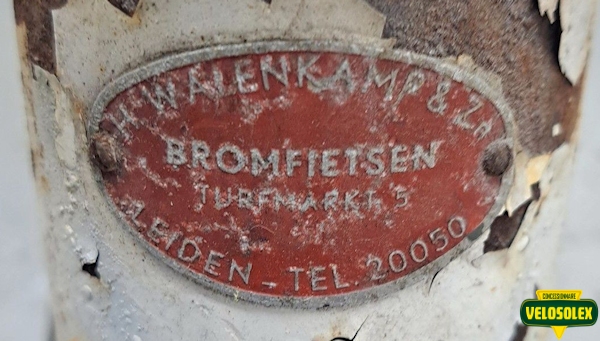 H. WALENKAMP & ZN
BROMFIETSEN
TURFMARKT 5
LEIDEN - TEL. 20050
CONCESSIONNAIRE
VELOSOLEX